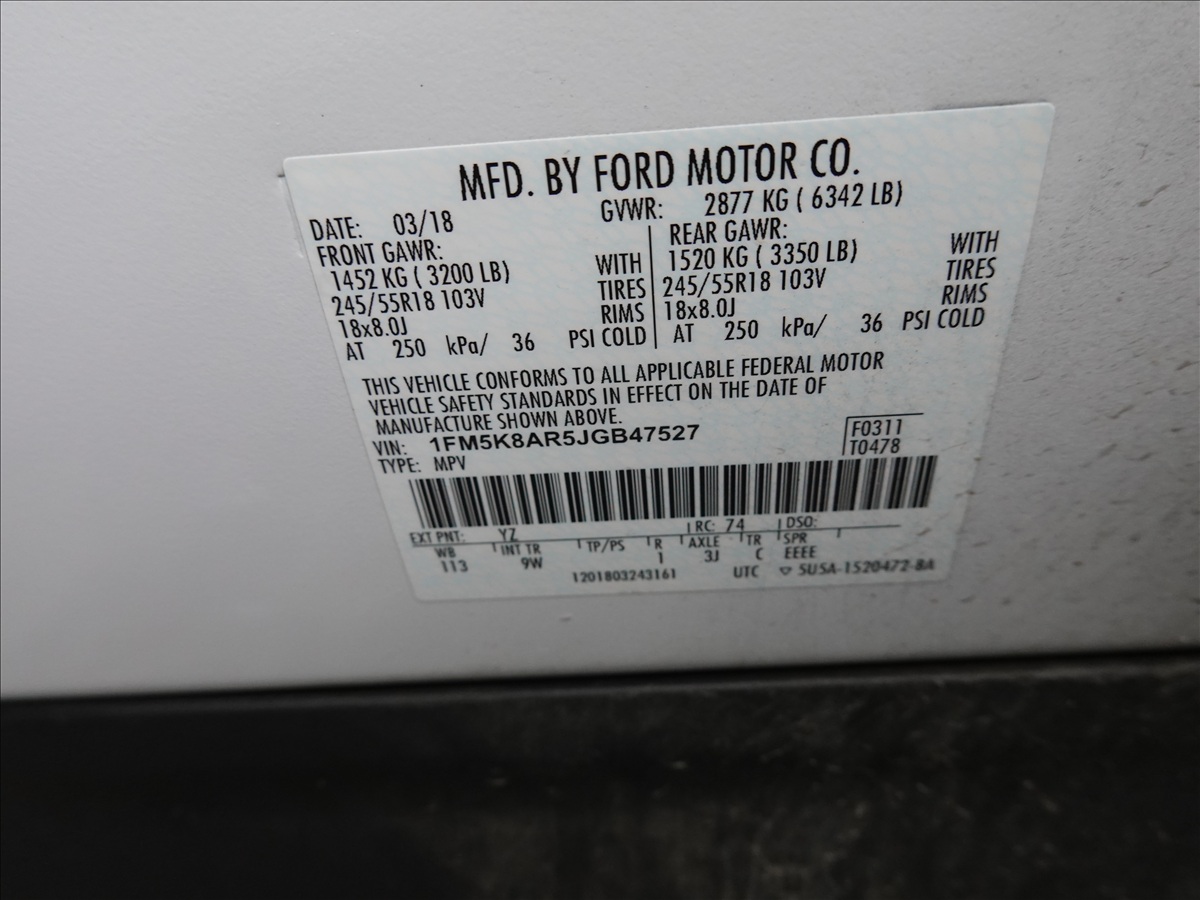 MFD. BY FORD MOTOR CO.
DATE: 03/18 GVWR: 2877 KG ( 6342 LB)
FRONT GAWR: REAR GAWR:
1452 KG ( 3200 LB) WITH 1520 KG ( 3350 LB) WITH
245/55R18 103V TIRES 245/55R18 103V TIRES
18x8.0J RIMS 18x8.0J RIMS
AT 250 kPa/ 36 PSI COLD AT 250 kPa/ 36 PSI COLD
THIS VEHICLE CONFORMS TO ALL APPLICABLE FEDERAL MOTOR
VEHICLE SAFETY STANDARDS IN EFFECT ON THE DATE OF
MANUFACTURE SHOWN ABOVE.
VIN: 1FM5K8AR5JGB47527 F0311
TYPE: MPV T0478
EXT PNT: YZ RC: 74 DSO:
WB INT TR TP/PS R AXLE TR SPR
113 9W 1 3J C EEEE
1201803243161 UTC ▽ 5U5A-1520472-BA